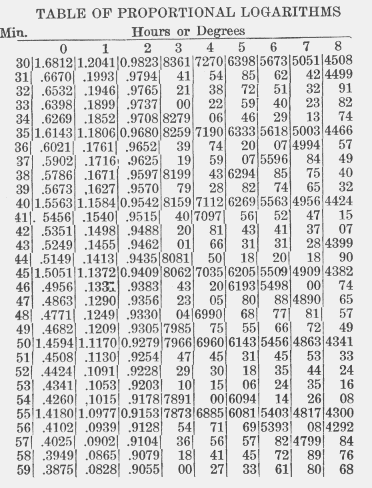 TABLE OF PROPORTIONAL LOGARITHMS
Min. Hours or Degrees
0 1 2 3 4 5 6 7 8
30|1.6812|1.2041|0.9823|8361|7270|6398|5673|5051|4508
31| .6670| .1993| .9794| 41| 54| 85| 62| 42|4499
32| .6532| .1946| .9765| 21| 38| 72| 51| 32| 91
33| .6398| .1899| .9737| 00| 22| 59| 40| 23| 82
34| .6269| .1852| .9708|8279| 06| 46| 29| 13| 74
35|1.6143|1.1806|0.9680|8259|7190|6333|5618|5003|4466
36| .6021| .1761| .9652| 39| 74| 20| 07|4994| 57
37| .5902| .1716| .9625| 19| 59| 07|5596| 84| 49
38| .5786| .1671| .9597|8199| 43|6294| 85| 75| 40
39| .5673| .1627| .9570| 79| 28| 82| 74| 65| 32
40|1.5563|1.1584|0.9542|8159|7112|6269|5563|4956|4424
41| .5456| .1540| .9515| 40|7097| 56| 52| 47| 15
42| .5351| .1498| .9488| 20| 81| 43| 41| 37| 07
43| .5249| .1455| .9462| 01| 66| 31| 31| 28|4399
44| .5149| .1413| .9435|8081| 50| 18| 20| 18| 90
45|1.5051|1.1372|0.9409|8062|7035|6205|5509|4909|4382
46| .4956| | .9383| 43| 20|6193|5498| 00| 74
47| .4863| .1290| .9356| 23| 05| 80| 88|4890| 65
48| .4771| .1249| .9330| 04|6990| 68| 77| 81| 57
49| .4682| .1209| .9305|7985| 75| 55| 66| 72| 49
50|1.4594|1.1170|0.9279|7966|6960|6143|5456|4863|4341
51| .4508| .1130| .9254| 47| 45| 31| 45| 53| 33
52| .4424| .1091| .9228| 29| 30| 18| 35| 44| 24
53| .4341| .1053| .9203| 10| 15| 06| 24| 35| 16
54| .4260| .1015| .9178|7891| 00|6094| 14| 26| 08
55|1.4180|1.0977|0.9153|7873|6885|6081|5403|4817|4300
56| .4102| .0939| .9128| 54| 71| 69|5393| 08|4292
57| .4025| .0902| .9104| 36| 56| 57| 82|4799| 84
58| .3949| .0865| .9079| 18| 41| 45| 72| 89| 76
59| .3875| .0828| .9055| 00| 27| 33| 61| 80| 68